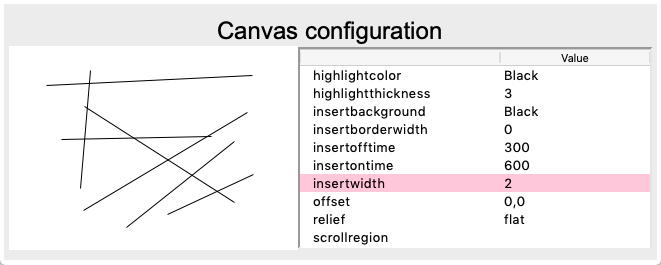 Canvas configuration
Value
highlightcolor Black
highlightthickness 3
insertbackground Black
insertborderwidth 0
insertofftime 300
insertontime 600
insertwidth 2
offset 0,0
relief flat
scrollregion